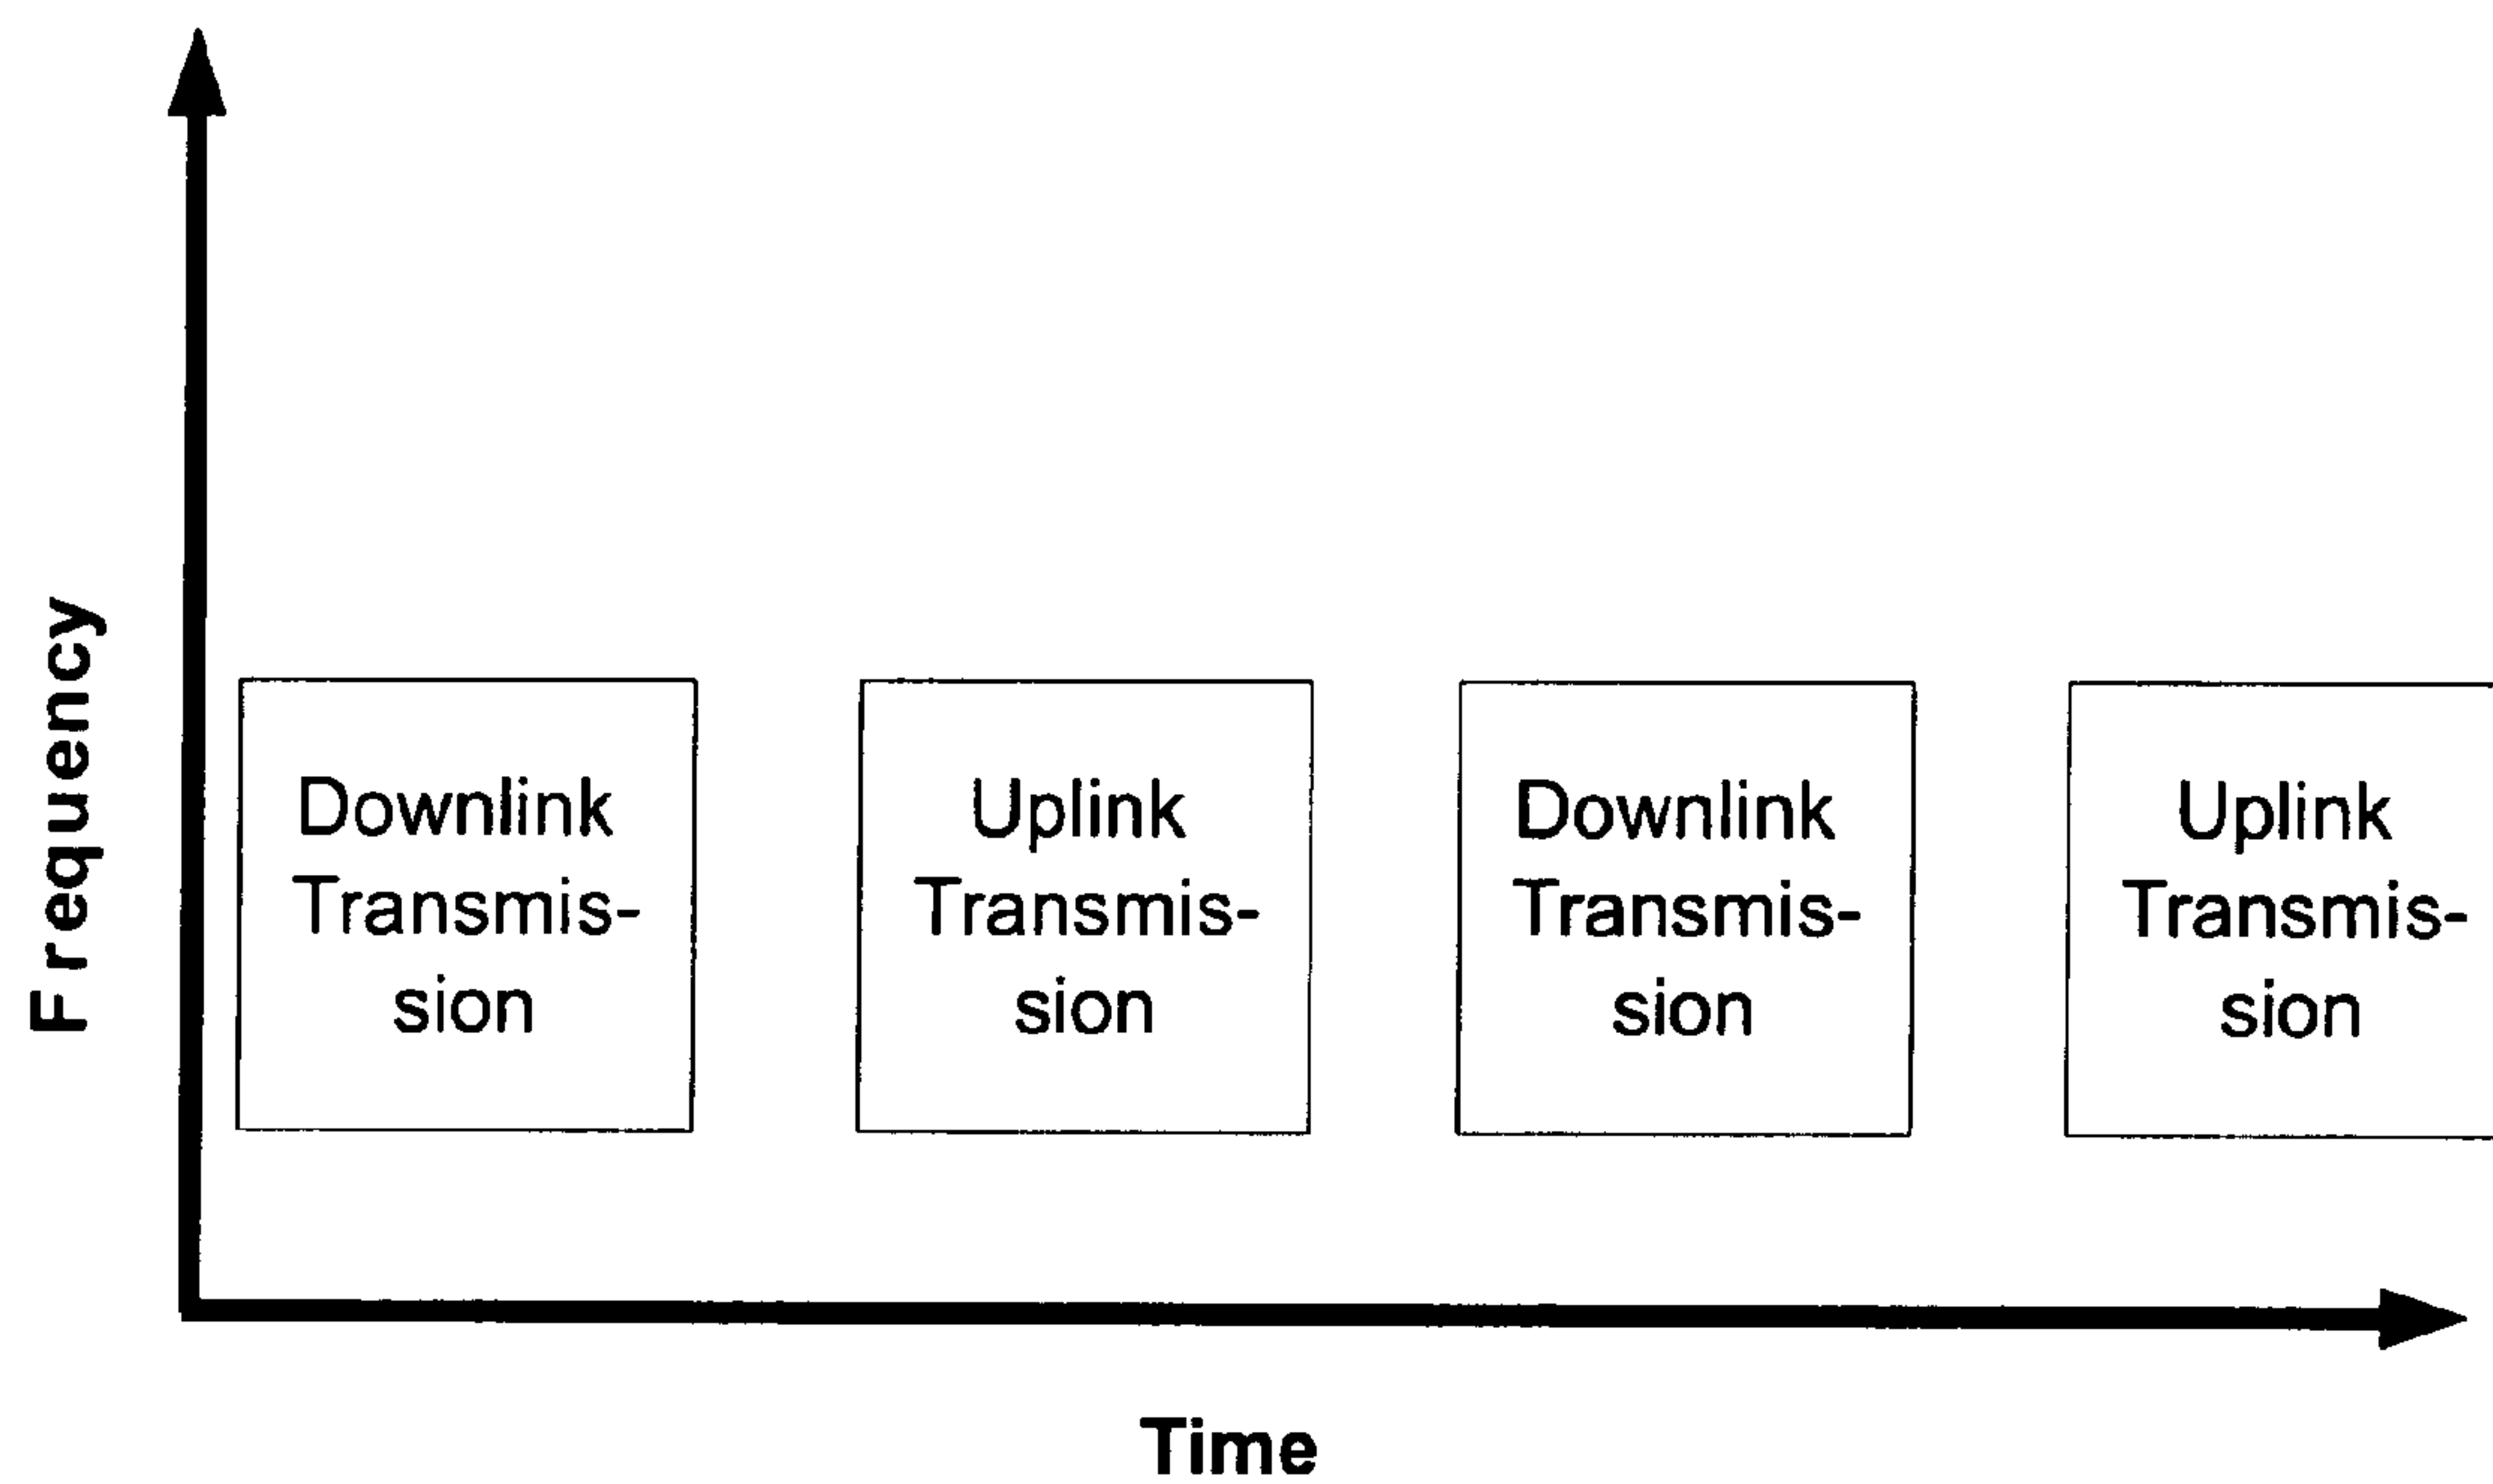 Frequency
Downlink
Transmis-
sion
Uplink
Transmis-
sion
Downlink
Transmis-
sion
Uplink
Transmis-
sion
Time